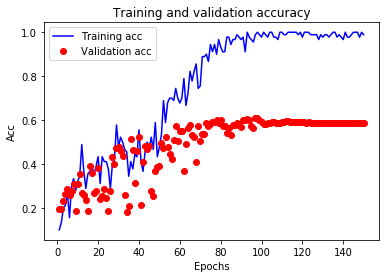 Training and validation accuracy
Training acc
Validation acc
Acc
1.0
0.8
0.6
0.4
0.2
0 20 40 60 80 100 120 140
Epochs